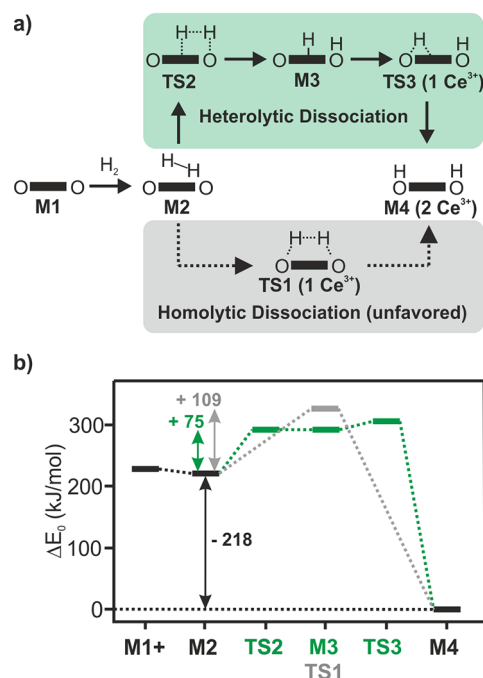 a)
H H H H H H
O O O O O O
TS2 M3 TS3 (1 Ce³⁺)
Heterolytic Dissociation
H₂ H H H H
O O O O O O
M1 M2 M4 (2 Ce³⁺)
H H
O O
TS1 (1 Ce³⁺)
Homolytic Dissociation (unfavored)
b)
+ 109
+ 75
300
200
- 218
100
0
ΔE₀ (kJ/mol)
M1+ M2 TS2 M3 TS3 M4
TS1